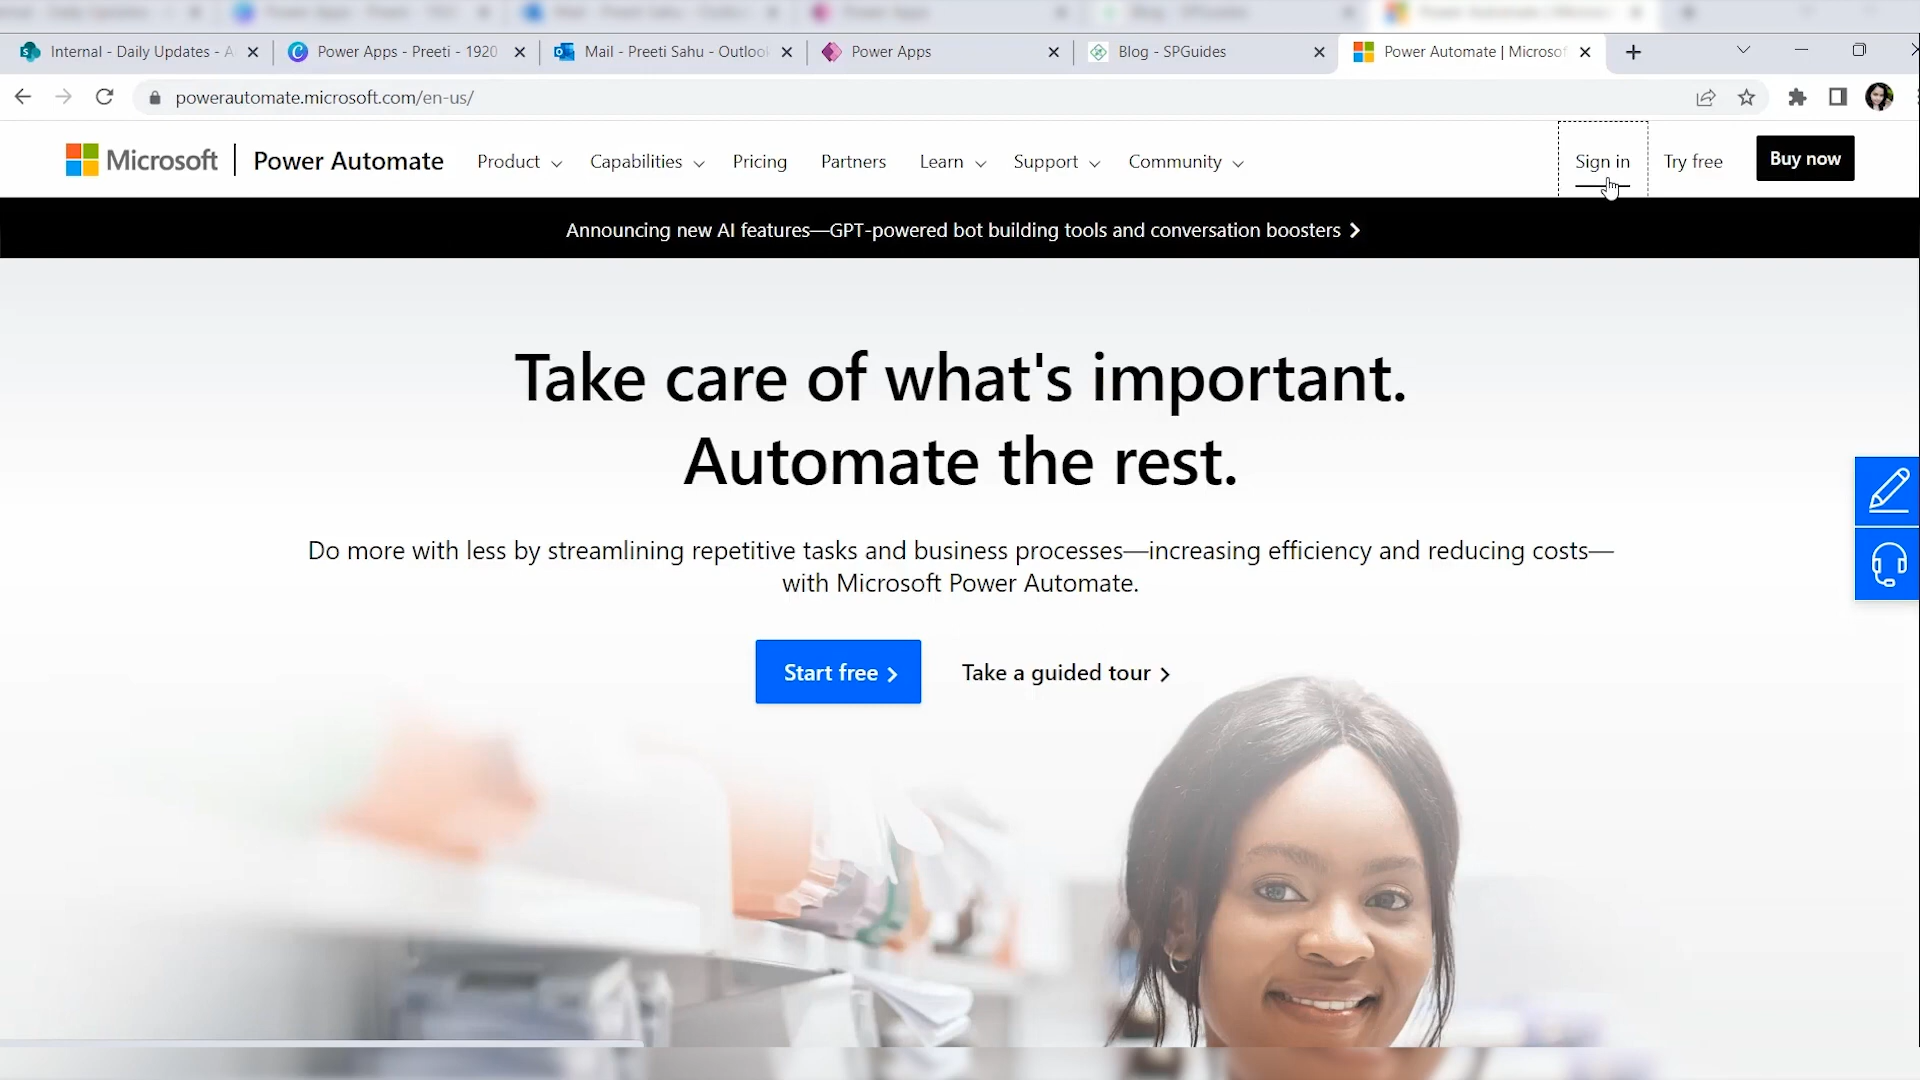 Internal - Daily Updates - A
Power Apps - Preeti - 1920
Mail - Preeti Sahu - Outloo
Power Apps
Blog - SPGuides
Power Automate | Microsof
powerautomate.microsoft.com/en-us/
Microsoft
Power Automate
Product
Capabilities
Pricing
Partners
Learn
Support
Community
Sign in
Try free
Buy now
Announcing new AI features—GPT-powered bot building tools and conversation boosters
Take care of what's important.
Automate the rest.
Do more with less by streamlining repetitive tasks and business processes—increasing efficiency and reducing costs—
with Microsoft Power Automate.
Start free
Take a guided tour